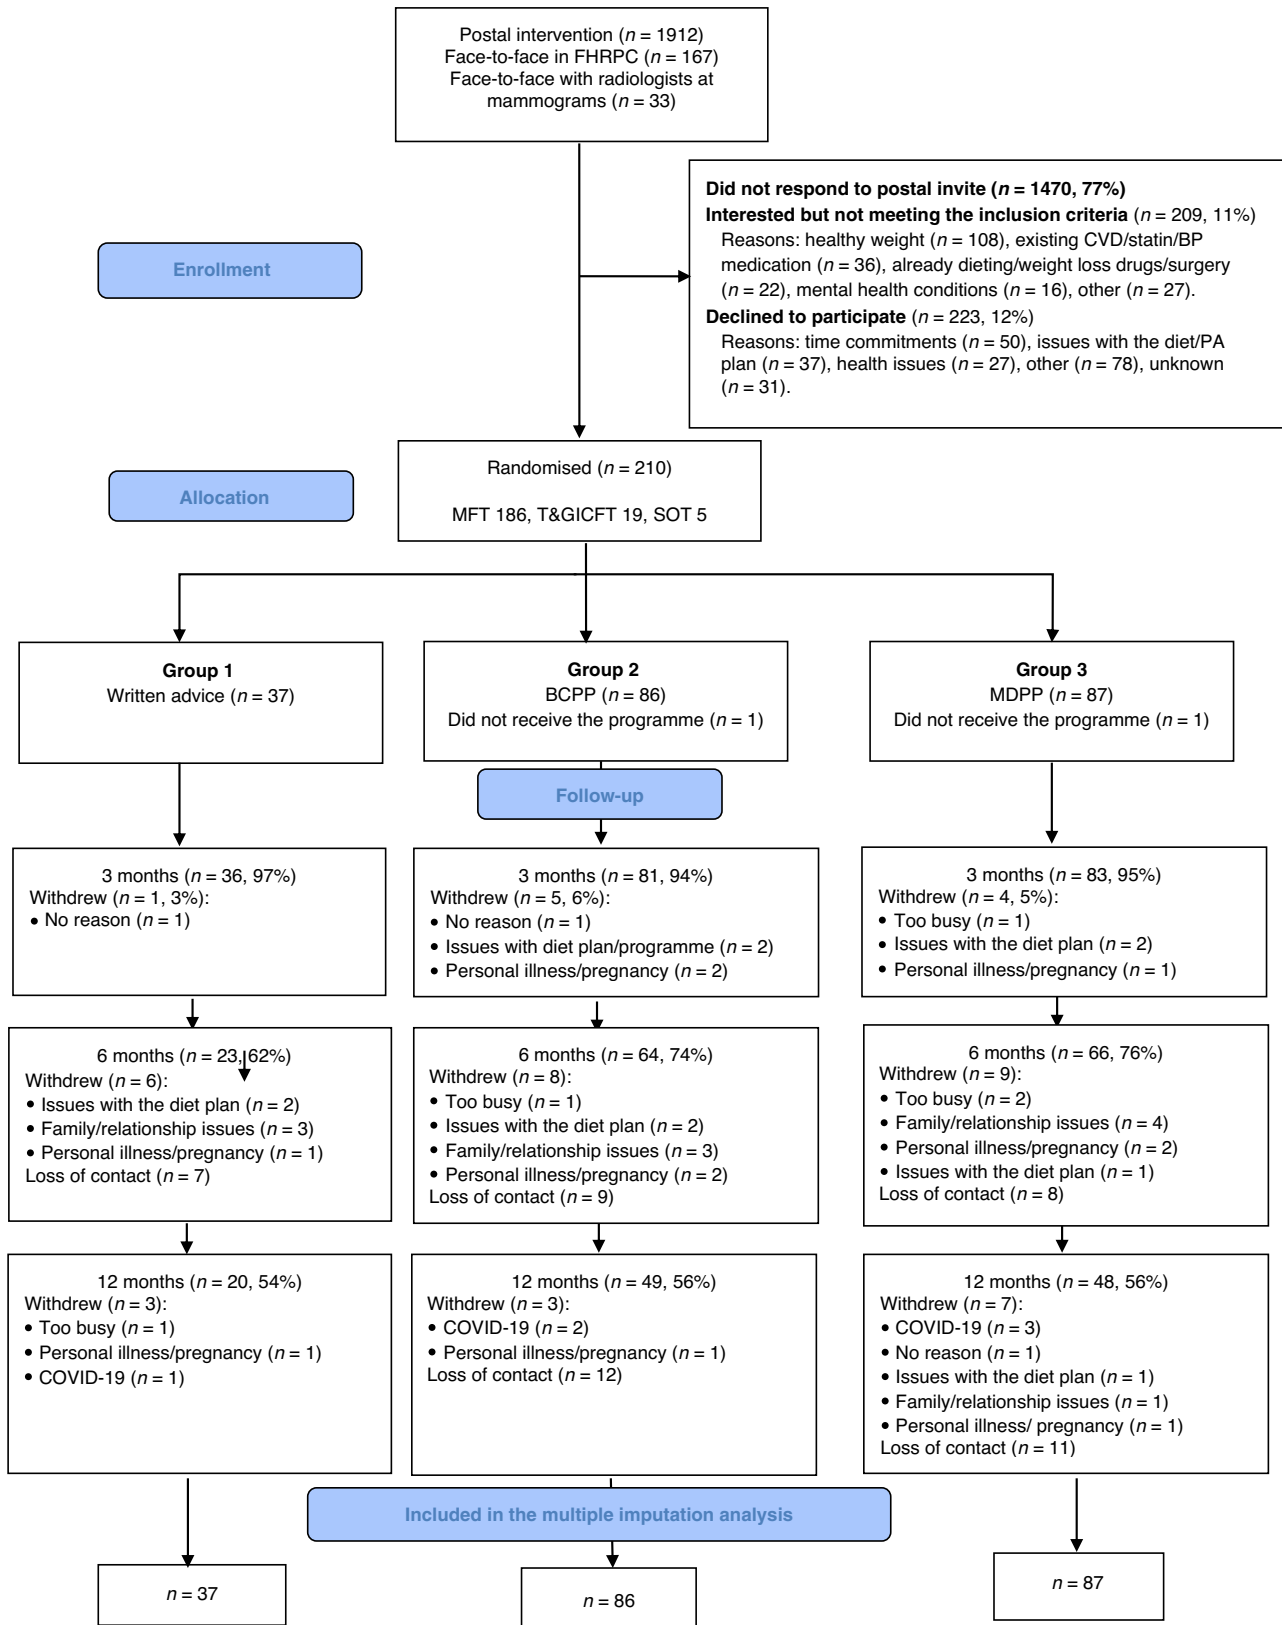 Postal intervention (n = 1912)
Face-to-face in FHRPC (n = 167)
Face-to-face with radiologists at
mammograms (n = 33)
Did not respond to postal invite (n = 1470, 77%)
Interested but not meeting the inclusion criteria (n = 209, 11%)
Reasons: healthy weight (n = 108), existing CVD/statin/BP
medication (n = 36), already dieting/weight loss drugs/surgery
(n = 22), mental health conditions (n = 16), other (n = 27).
Declined to participate (n = 223, 12%)
Reasons: time commitments (n = 50), issues with the diet/PA
plan (n = 37), health issues (n = 27), other (n = 78), unknown
(n = 31).
Enrollment
Randomised (n = 210)
MFT 186, T&GICFT 19, SOT 5
Allocation
Group 1
Written advice (n = 37)
Group 2
BCPP (n = 86)
Did not receive the programme (n = 1)
Group 3
MDPP (n = 87)
Did not receive the programme (n = 1)
Follow-up
3 months (n = 36, 97%)
Withdrew (n = 1, 3%):
• No reason (n = 1)
3 months (n = 81, 94%)
Withdrew (n = 5, 6%):
• No reason (n = 1)
• Issues with diet plan/programme (n = 2)
• Personal illness/pregnancy (n = 2)
3 months (n = 83, 95%)
Withdrew (n = 4, 5%):
• Too busy (n = 1)
• Issues with the diet plan (n = 2)
• Personal illness/pregnancy (n = 1)
6 months (n = 23, 62%)
Withdrew (n = 6):
• Issues with the diet plan (n = 2)
• Family/relationship issues (n = 3)
• Personal illness/pregnancy (n = 1)
Loss of contact (n = 7)
6 months (n = 64, 74%)
Withdrew (n = 8):
• Too busy (n = 1)
• Issues with the diet plan (n = 2)
• Family/relationship issues (n = 3)
• Personal illness/pregnancy (n = 2)
Loss of contact (n = 9)
6 months (n = 66, 76%)
Withdrew (n = 9):
• Too busy (n = 2)
• Family/relationship issues (n = 4)
• Personal illness/pregnancy (n = 2)
• Issues with the diet plan (n = 1)
Loss of contact (n = 8)
12 months (n = 20, 54%)
Withdrew (n = 3):
• Too busy (n = 1)
• Personal illness/pregnancy (n = 1)
• COVID-19 (n = 1)
12 months (n = 49, 56%)
Withdrew (n = 3):
• COVID-19 (n = 2)
• Personal illness/pregnancy (n = 1)
Loss of contact (n = 12)
12 months (n = 48, 56%)
Withdrew (n = 7):
• COVID-19 (n = 3)
• No reason (n = 1)
• Issues with the diet plan (n = 1)
• Family/relationship issues (n = 1)
• Personal illness/ pregnancy (n = 1)
Loss of contact (n = 11)
Included in the multiple imputation analysis
n = 37
n = 86
n = 87